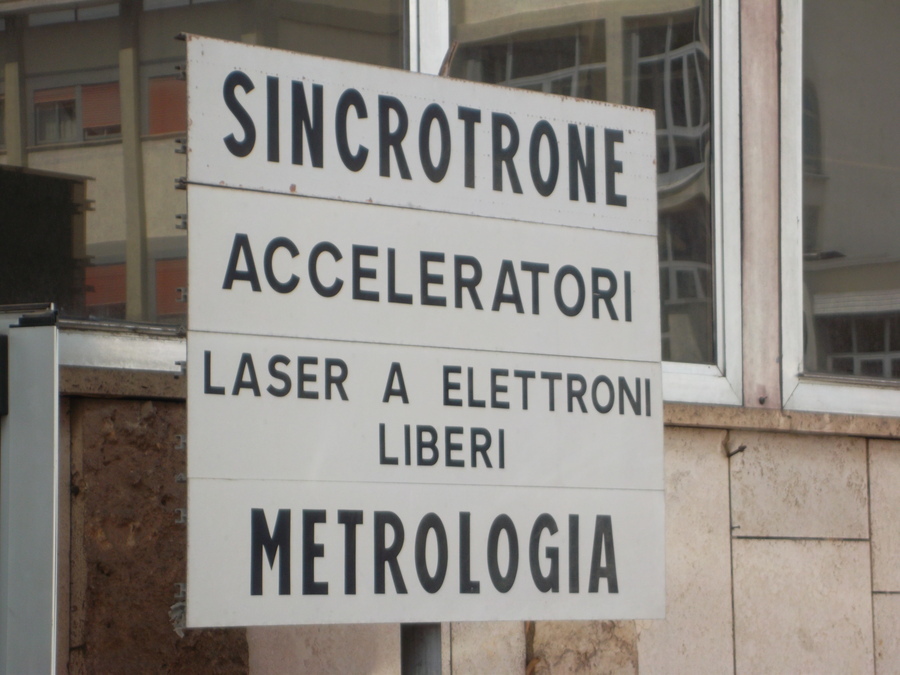 SINCROTRONE
ACCELERATORI
LASER A ELETTRONI
LIBERI
METROLOGIA